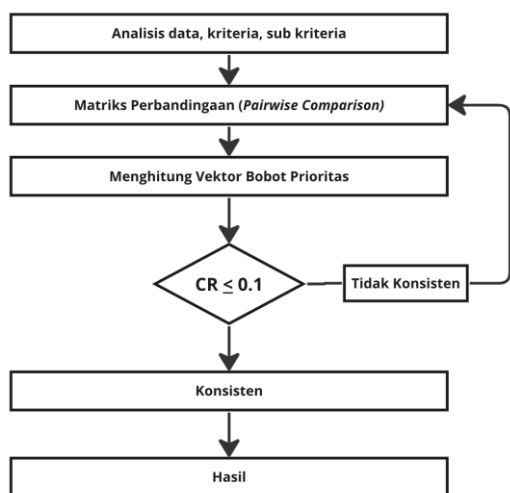 Analisis data, kriteria, sub kriteria
Matriks Perbandingaan (Pairwise Comparison)
Menghitung Vektor Bobot Prioritas
CR ≤ 0.1
Tidak Konsisten
Konsisten
Hasil